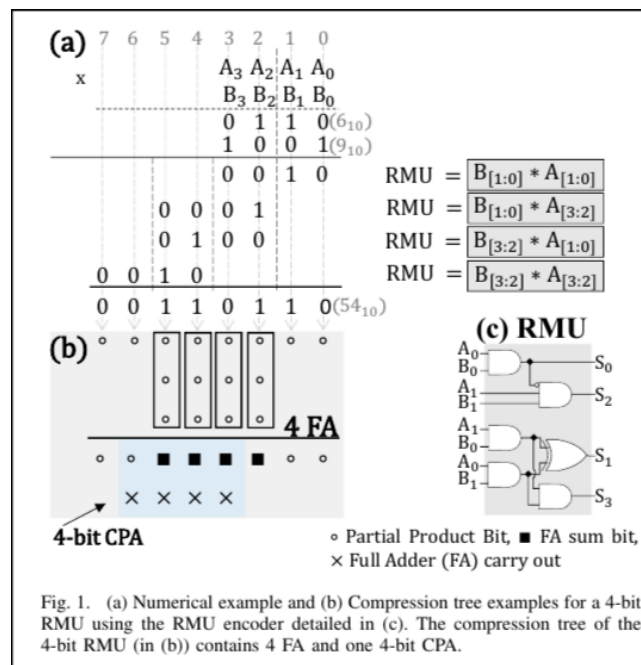 (a) 7 6 5 4 3 2 1 0
x A₃ A₂ A₁ A₀
B₃ B₂ B₁ B₀
0 1 1 0(6₁₀)
1 0 0 1(9₁₀)
0 0 1 0 RMU = B[1:0] * A[1:0]
0 0 0 1 RMU = B[1:0] * A[3:2]
0 1 0 0 RMU = B[3:2] * A[1:0]
0 0 1 0 RMU = B[3:2] * A[3:2]
0 0 1 1 0 1 1 0(54₁₀)
(b)
4 FA
4-bit CPA
(c) RMU
A₀
B₀
S₀
A₁
B₁
S₂
A₁
B₀
S₁
A₀
B₁
S₃
∘ Partial Product Bit, ■ FA sum bit,
× Full Adder (FA) carry out
Fig. 1. (a) Numerical example and (b) Compression tree examples for a 4-bit
RMU using the RMU encoder detailed in (c). The compression tree of the
4-bit RMU (in (b)) contains 4 FA and one 4-bit CPA.